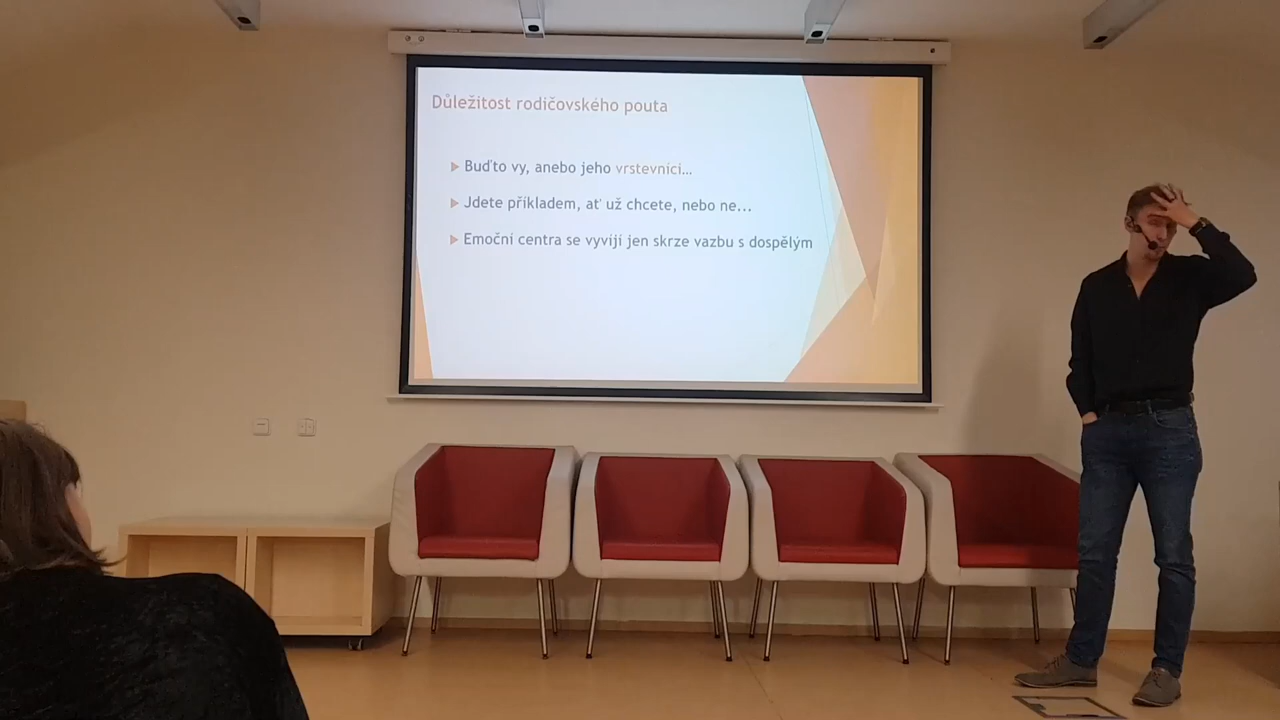 Důležitost rodičovského pouta
Buďto vy, anebo jeho vrstevníci…
Jdete příkladem, ať už chcete, nebo ne...
Emoční centra se vyvíjí jen skrze vazbu s dospělým